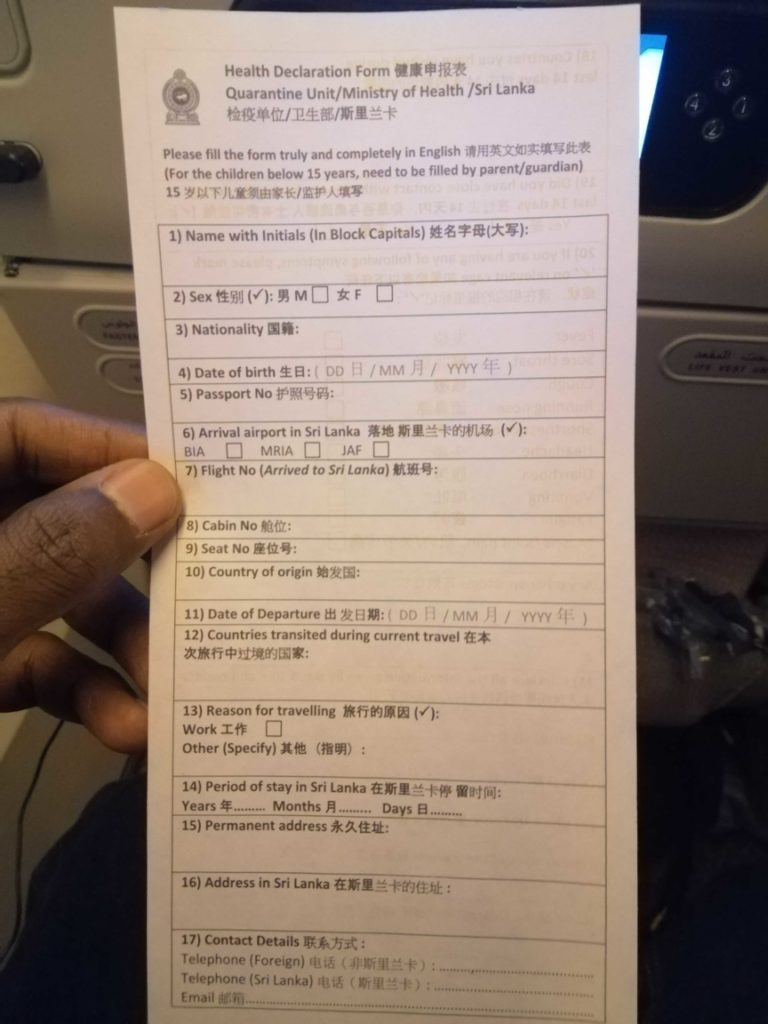 Health Declaration Form 健康申报表
Quarantine Unit/Ministry of Health /Sri Lanka
检疫单位/卫生部/斯里兰卡
Please fill the form truly and completely in English 请用英文如实填写此表
(For the children below 15 years, need to be filled by parent/guardian)
15 岁以下儿童须由家长/监护人填写
1) Name with Initials (In Block Capitals) 姓名字母(大写):
2) Sex 性别 (✓): 男 M ☐ 女 F ☐
3) Nationality 国籍:
4) Date of birth 生日: ( DD 日 / MM 月 / YYYY 年 )
5) Passport No 护照号码:
6) Arrival airport in Sri Lanka 落地 斯里兰卡的机场 (✓):
BIA ☐ MRIA ☐ JAF ☐
7) Flight No (Arrived to Sri Lanka) 航班号:
8) Cabin No 舱位:
9) Seat No 座位号:
10) Country of origin 始发国:
11) Date of Departure 出 发日期: ( DD 日 / MM 月 / YYYY 年 )
12) Countries transited during current travel 在本
次旅行中过境的国家:
13) Reason for travelling 旅行的原因 (✓):
Work 工作 ☐
Other (Specify) 其他 （指明）:
14) Period of stay in Sri Lanka 在斯里兰卡停 留时间:
Years 年......... Months 月......... Days 日.........
15) Permanent address 永久住址:
16) Address in Sri Lanka 在斯里兰卡的住址 :
17) Contact Details 联系方式 :
Telephone (Foreign) 电话（非斯里兰卡）: ..........................................
Telephone (Sri Lanka) 电话（斯里兰卡）: ..........................................
Email 邮箱..........................................................................................
3
4
1
2